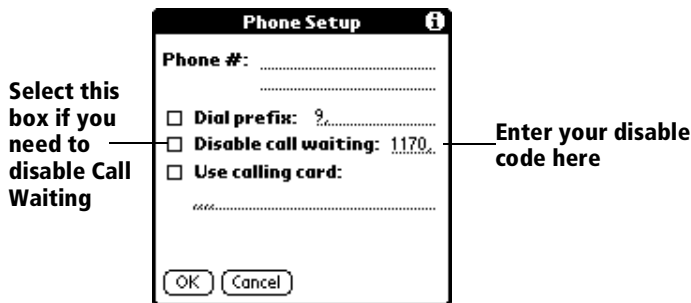 Phone Setup
Phone #:
Select this
box if you
need to
disable Call
Waiting
Dial prefix: 9,
Disable call waiting: 1170,
Use calling card:
,,,,
Enter your disable
code here
OK Cancel